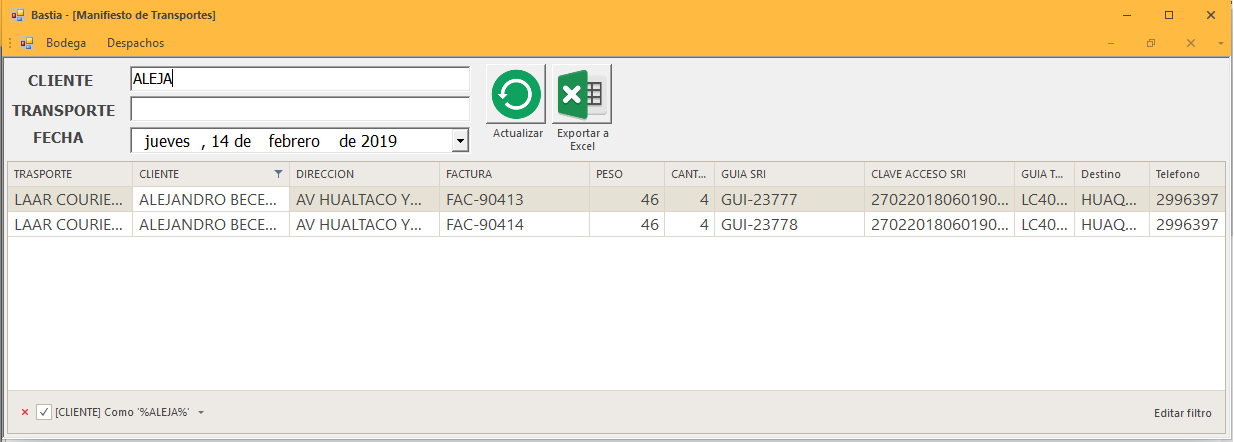 Bastia - [Manifiesto de Transportes]
Bodega Despachos
CLIENTE ALEJA
TRANSPORTE
FECHA jueves , 14 de febrero de 2019
Actualizar Exportar a Excel
TRASPORTE CLIENTE DIRECCION FACTURA PESO CANT... GUIA SRI CLAVE ACCESO SRI GUIA T... Destino Telefono
LAAR COURIE... ALEJANDRO BECE... AV HUALTACO Y... FAC-90413 46 4 GUI-23777 27022018060190... LC40... HUAQ... 2996397
LAAR COURIE... ALEJANDRO BECE... AV HUALTACO Y... FAC-90414 46 4 GUI-23778 27022018060190... LC40... HUAQ... 2996397
[CLIENTE] Como '%ALEJA%' Editar filtro